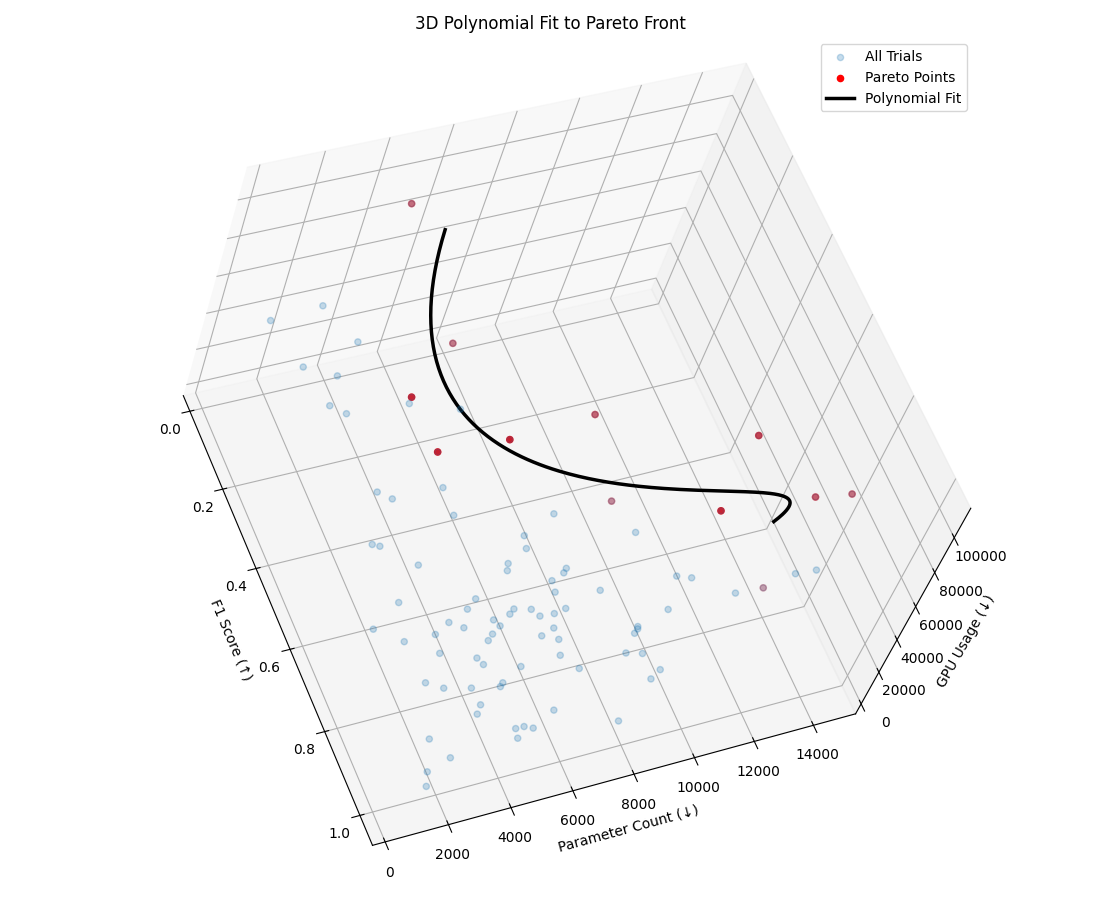 3D Polynomial Fit to Pareto Front
All Trials
Pareto Points
Polynomial Fit
0.0
0.2
0.4
0.6
0.8
1.0
F1 Score (↑)
0
2000
4000
6000
8000
10000
12000
14000
Parameter Count (↓)
0
20000
40000
60000
80000
100000
GPU Usage (↓)